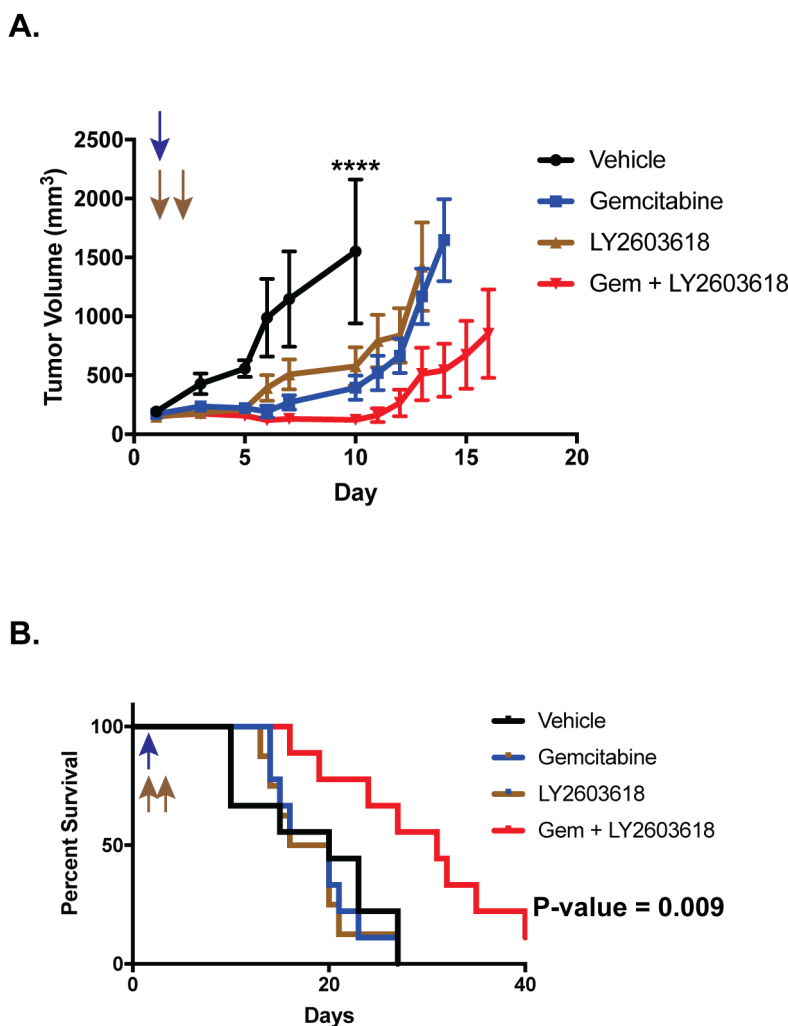 A.
2500
2000
1500
1000
500
0
Tumor Volume (mm3)
****
0 5 10 15 20
Day
Vehicle
Gemcitabine
LY2603618
Gem + LY2603618
B.
100
50
0
Percent Survival
0 20 40
Days
Vehicle
Gemcitabine
LY2603618
Gem + LY2603618
P-value = 0.009